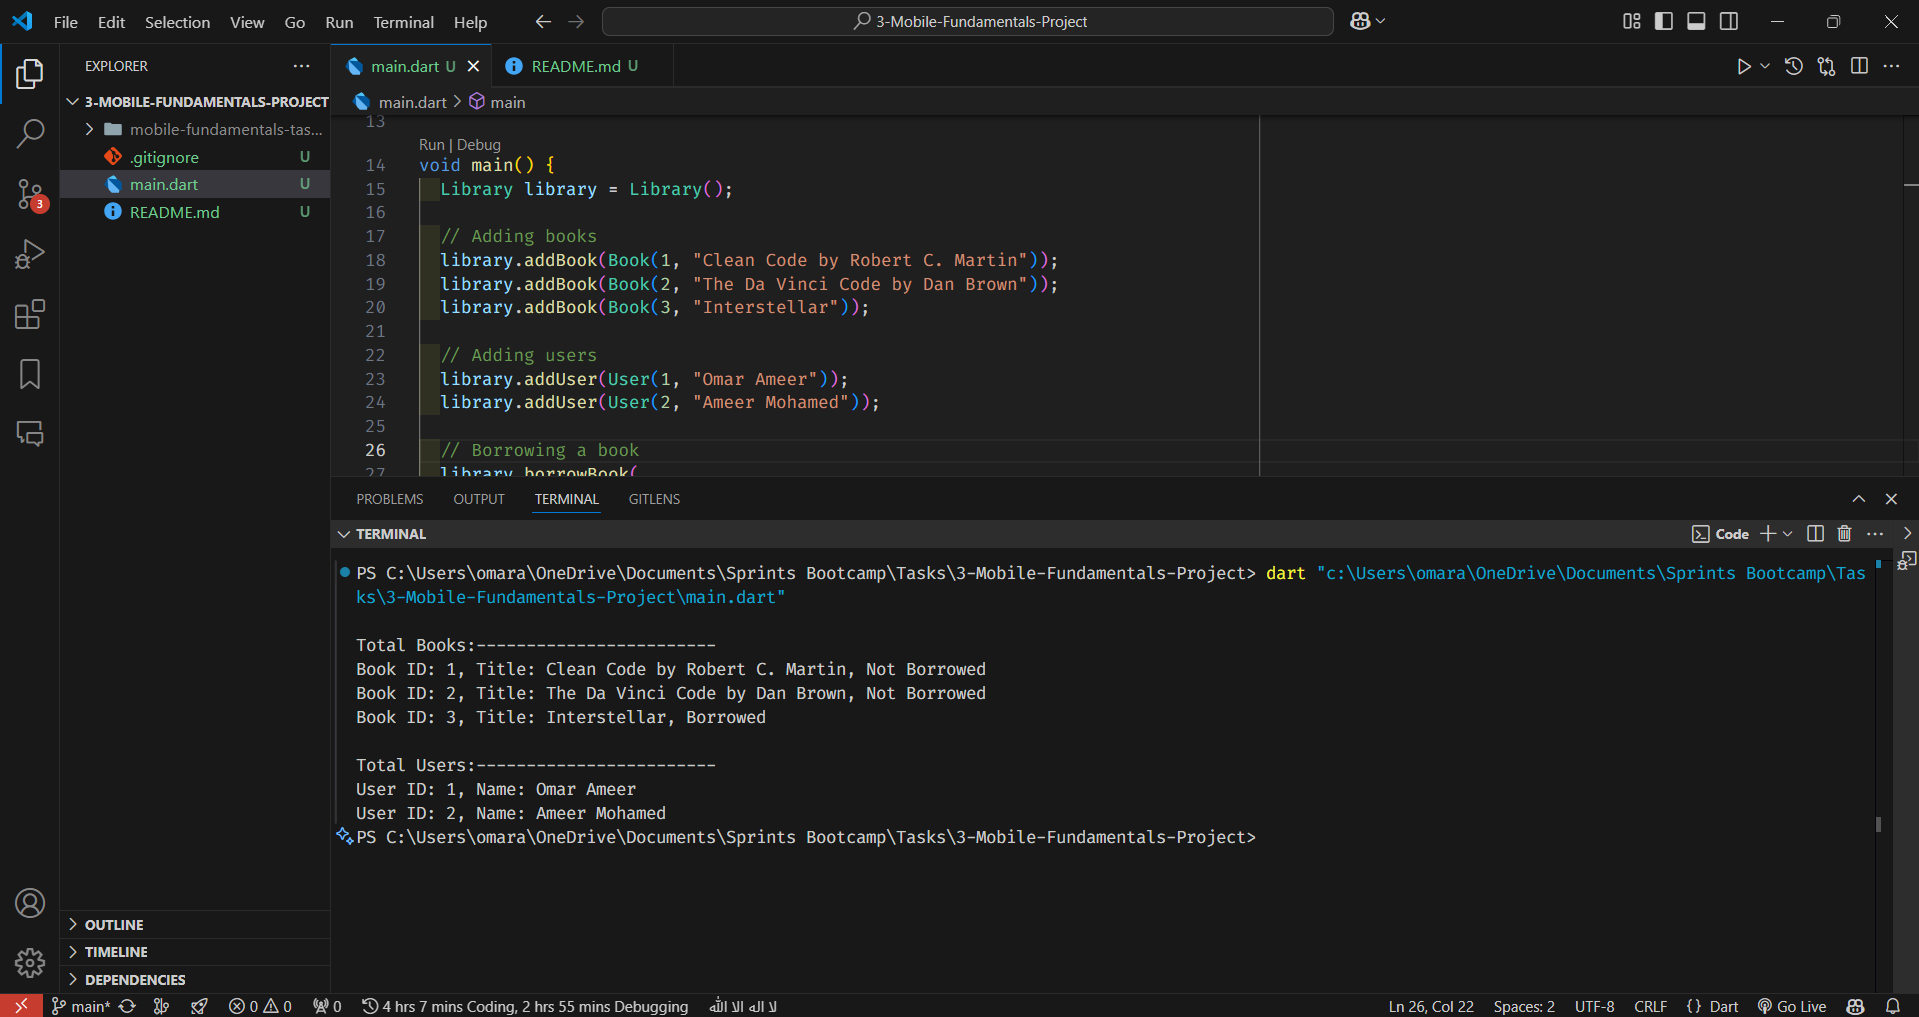 File Edit Selection View Go Run Terminal Help
3-Mobile-Fundamentals-Project
EXPLORER
3-MOBILE-FUNDAMENTALS-PROJECT
mobile-fundamentals-tas...
.gitignore U
main.dart U
README.md U
3
OUTLINE
TIMELINE
DEPENDENCIES
main.dart U README.md U
main.dart > main
13
Run | Debug
14 void main() {
15 Library library = Library();
16
17 // Adding books
18 library.addBook(Book(1, "Clean Code by Robert C. Martin"));
19 library.addBook(Book(2, "The Da Vinci Code by Dan Brown"));
20 library.addBook(Book(3, "Interstellar"));
21
22 // Adding users
23 library.addUser(User(1, "Omar Ameer"));
24 library.addUser(User(2, "Ameer Mohamed"));
25
26 // Borrowing a book
27 library.borrowBook(
PROBLEMS OUTPUT TERMINAL GITLENS
TERMINAL
Code
PS C:\Users\omara\OneDrive\Documents\Sprints Bootcamp\Tasks\3-Mobile-Fundamentals-Project> dart "c:\Users\omara\OneDrive\Documents\Sprints Bootcamp\Tas
ks\3-Mobile-Fundamentals-Project\main.dart"
Total Books:------------------------
Book ID: 1, Title: Clean Code by Robert C. Martin, Not Borrowed
Book ID: 2, Title: The Da Vinci Code by Dan Brown, Not Borrowed
Book ID: 3, Title: Interstellar, Borrowed
Total Users:------------------------
User ID: 1, Name: Omar Ameer
User ID: 2, Name: Ameer Mohamed
PS C:\Users\omara\OneDrive\Documents\Sprints Bootcamp\Tasks\3-Mobile-Fundamentals-Project>
main* 0 0 0 4 hrs 7 mins Coding, 2 hrs 55 mins Debugging لا اله الا الله Ln 26, Col 22 Spaces: 2 UTF-8 CRLF {} Dart Go Live